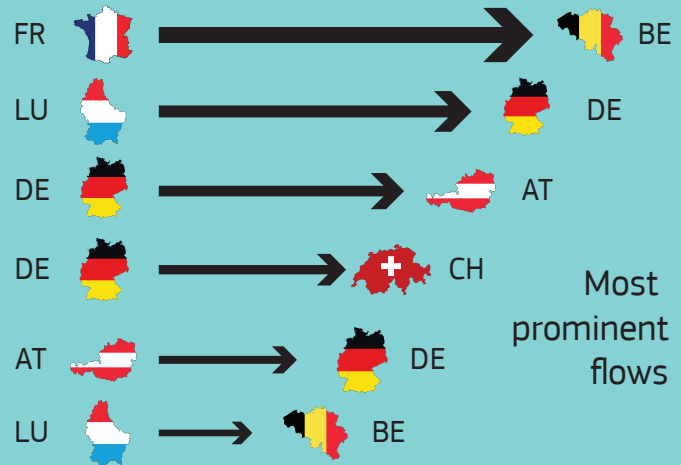 FR BE
LU DE
DE AT
DE CH
AT DE
LU BE
Most
prominent
flows